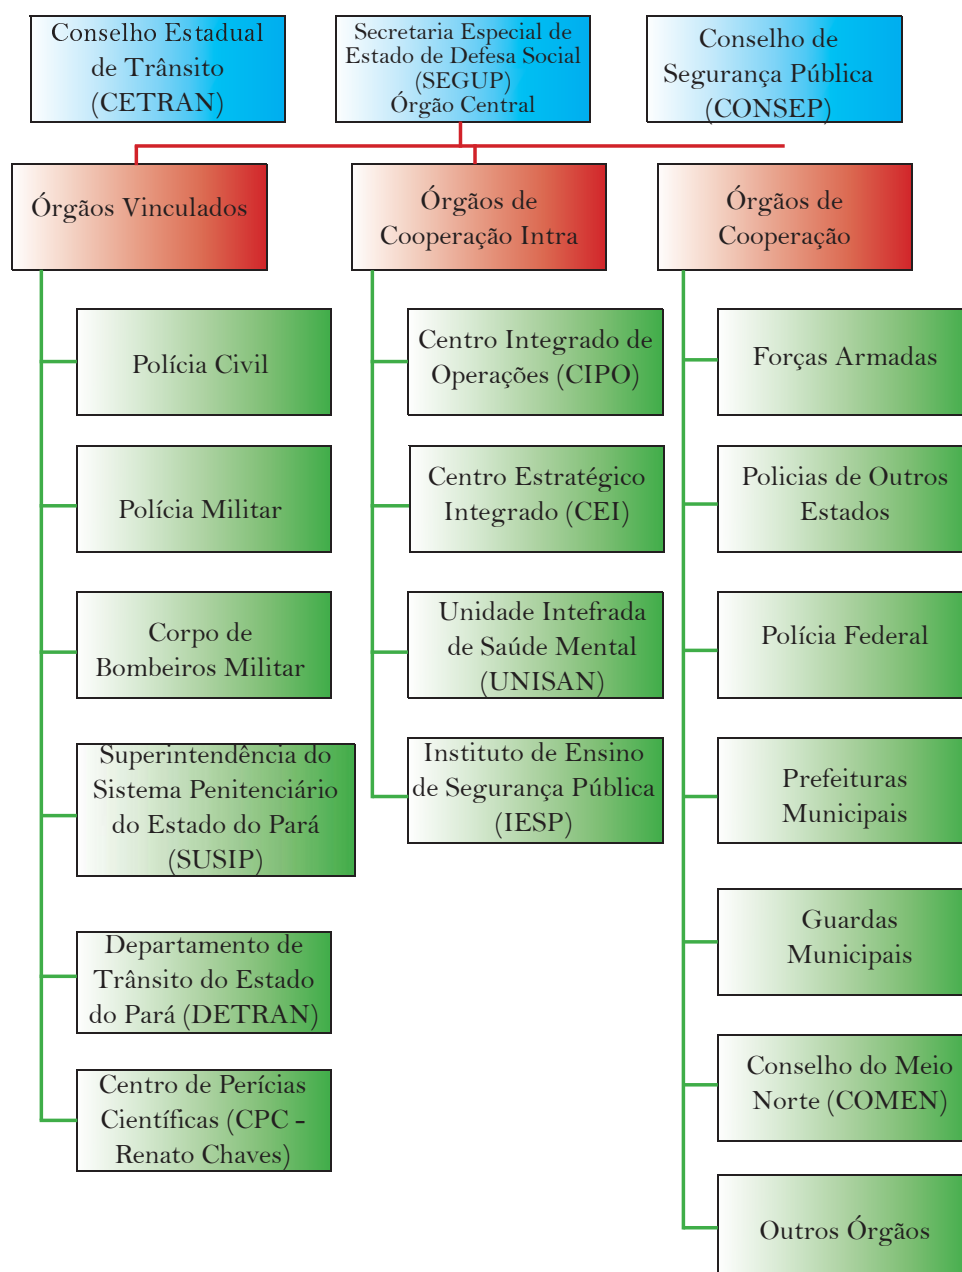 Conselho Estadual
de Trânsito
(CETRAN)
Secretaria Especial de
Estado de Defesa Social
(SEGUP)
Órgão Central
Conselho de
Segurança Pública
(CONSEP)
Órgãos Vinculados
Órgãos de
Cooperação Intra
Órgãos de
Cooperação
Polícia Civil
Polícia Militar
Corpo de
Bombeiros Militar
Superintendência do
Sistema Penitenciário
do Estado do Pará
(SUSIP)
Departamento de
Trânsito do Estado
do Pará (DETRAN)
Centro de Perícias
Científicas (CPC -
Renato Chaves)
Centro Integrado de
Operações (CIPO)
Centro Estratégico
Integrado (CEI)
Unidade Intefrada
de Saúde Mental
(UNISAN)
Instituto de Ensino
de Segurança Pública
(IESP)
Forças Armadas
Policias de Outros
Estados
Polícia Federal
Prefeituras
Municipais
Guardas
Municipais
Conselho do Meio
Norte (COMEN)
Outros Órgãos